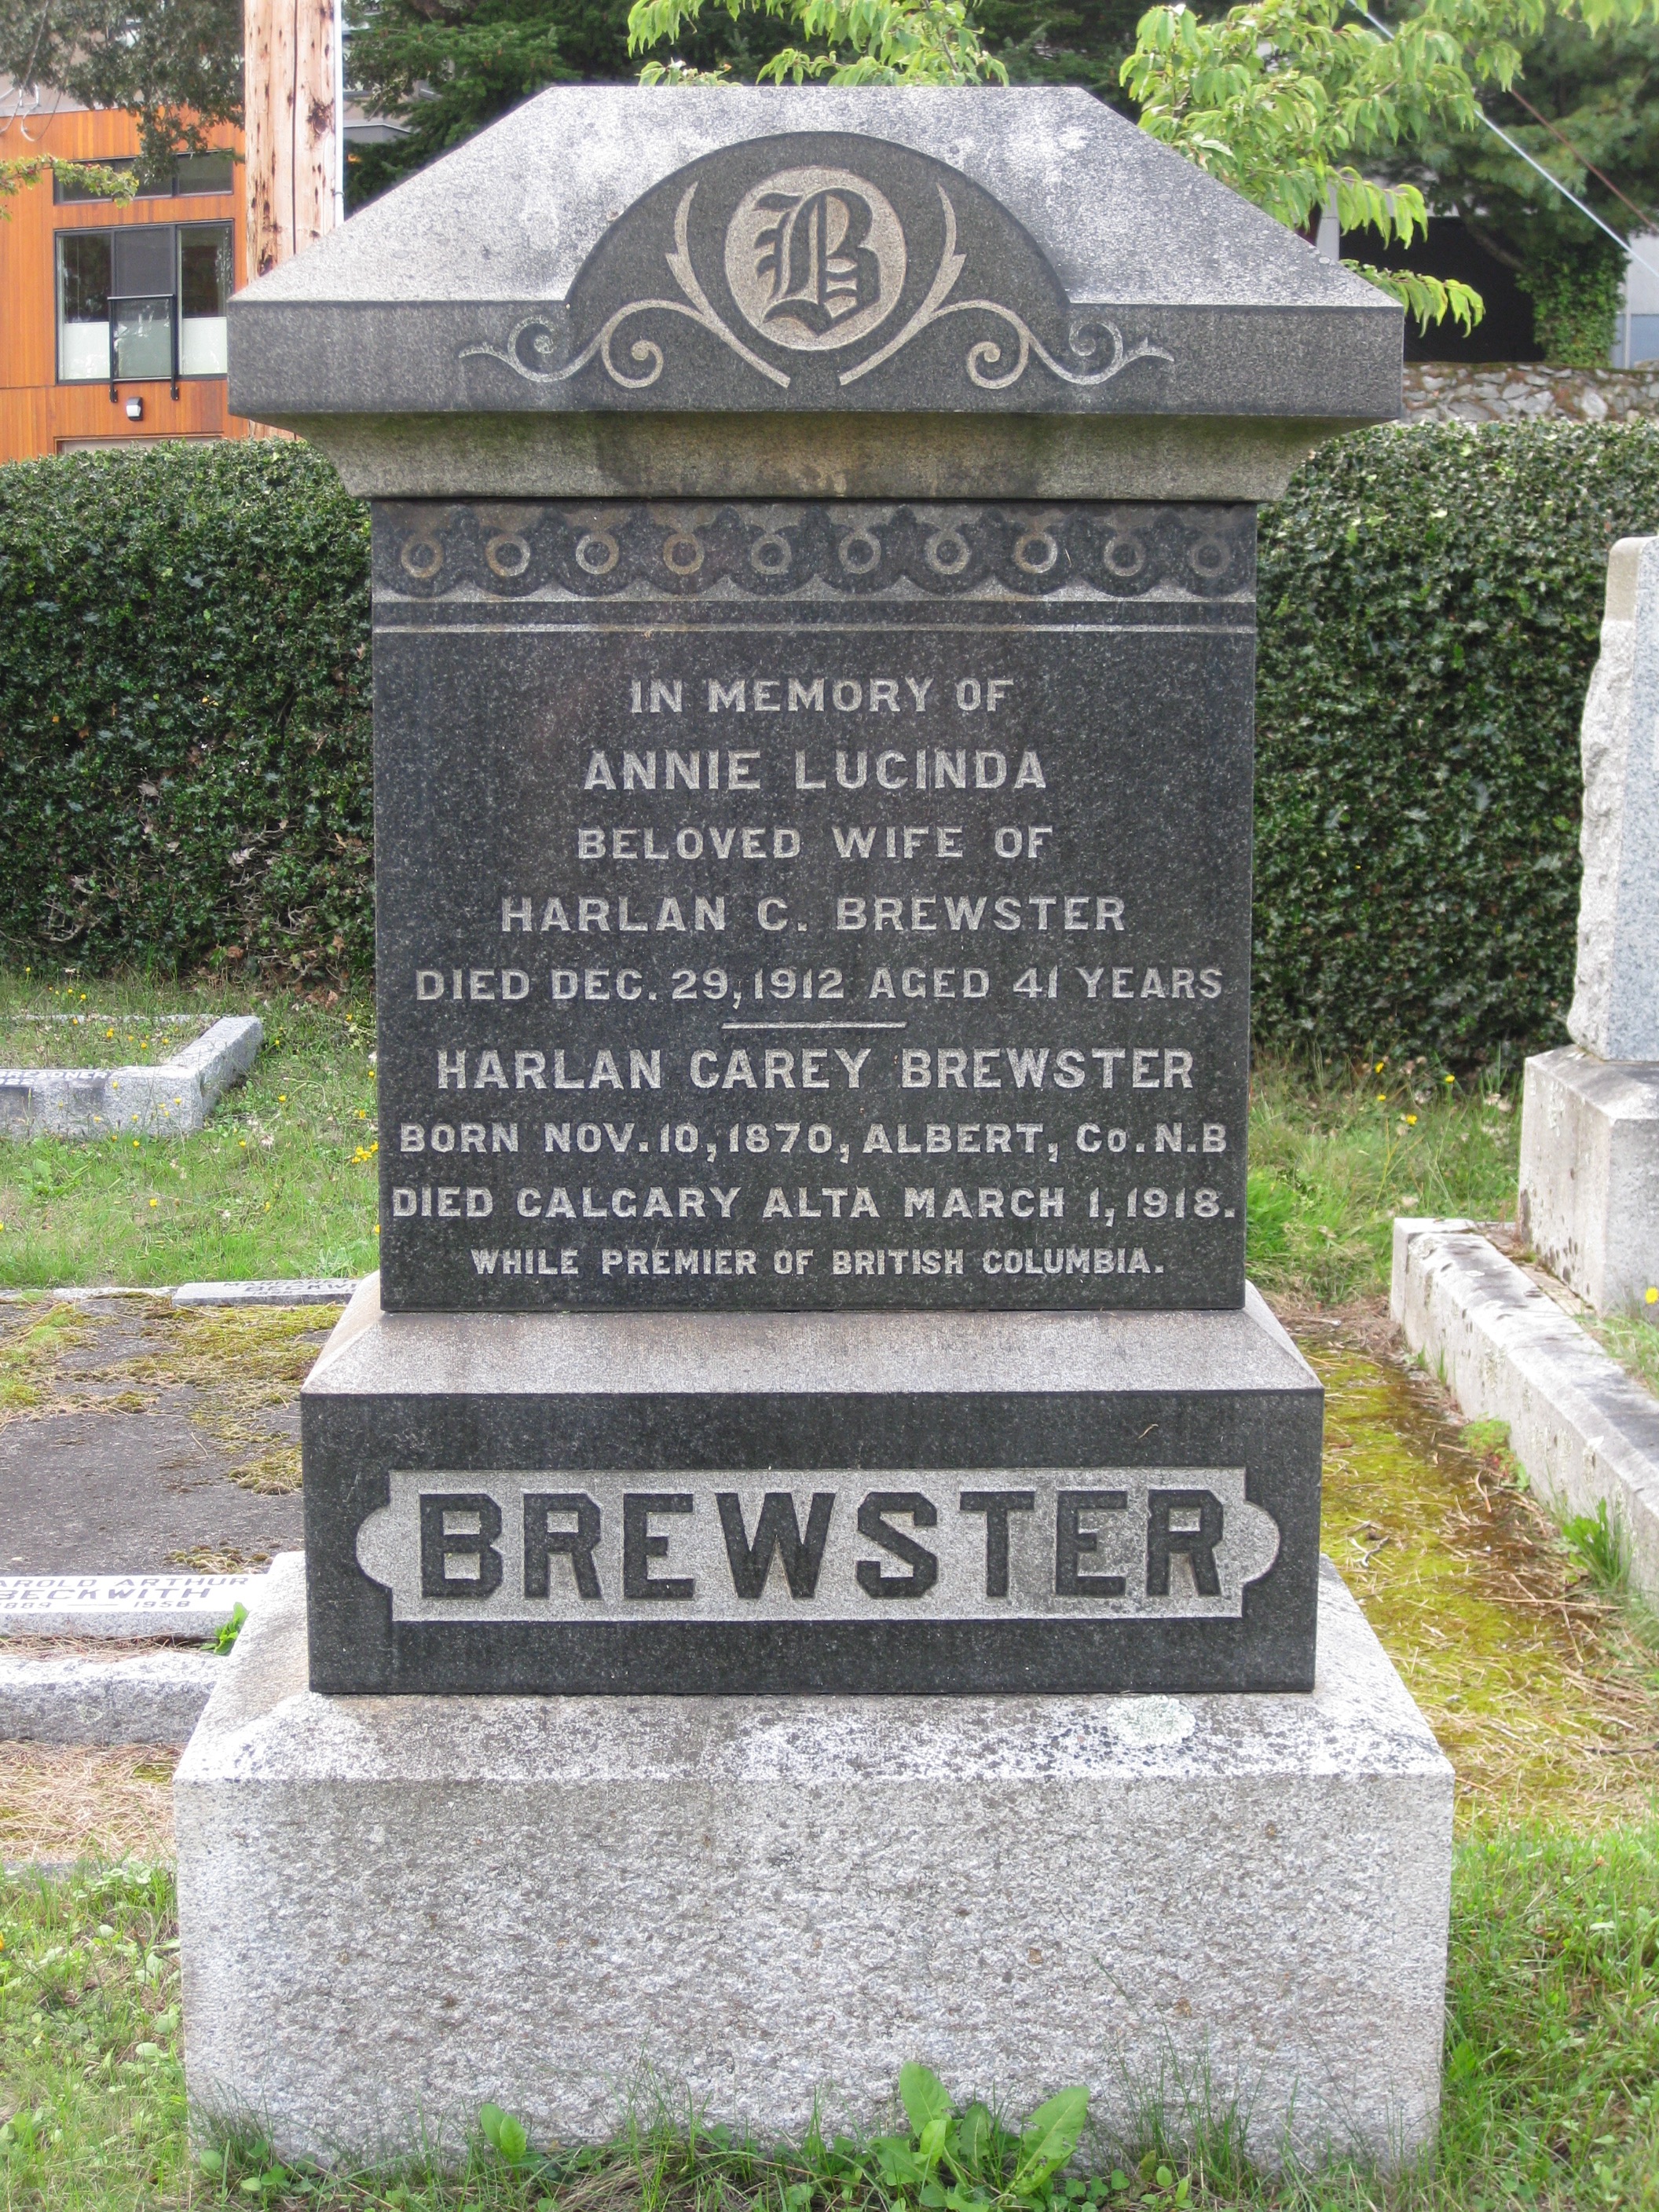 B
IN MEMORY OF
ANNIE LUCINDA
BELOVED WIFE OF
HARLAN C. BREWSTER
DIED DEC. 29, 1912 AGED 41 YEARS
HARLAN CAREY BREWSTER
BORN NOV. 10, 1870, ALBERT, Co. N.B
DIED CALGARY ALTA MARCH 1, 1918.
WHILE PREMIER OF BRITISH COLUMBIA.
BREWSTER
BECKWITH
1958